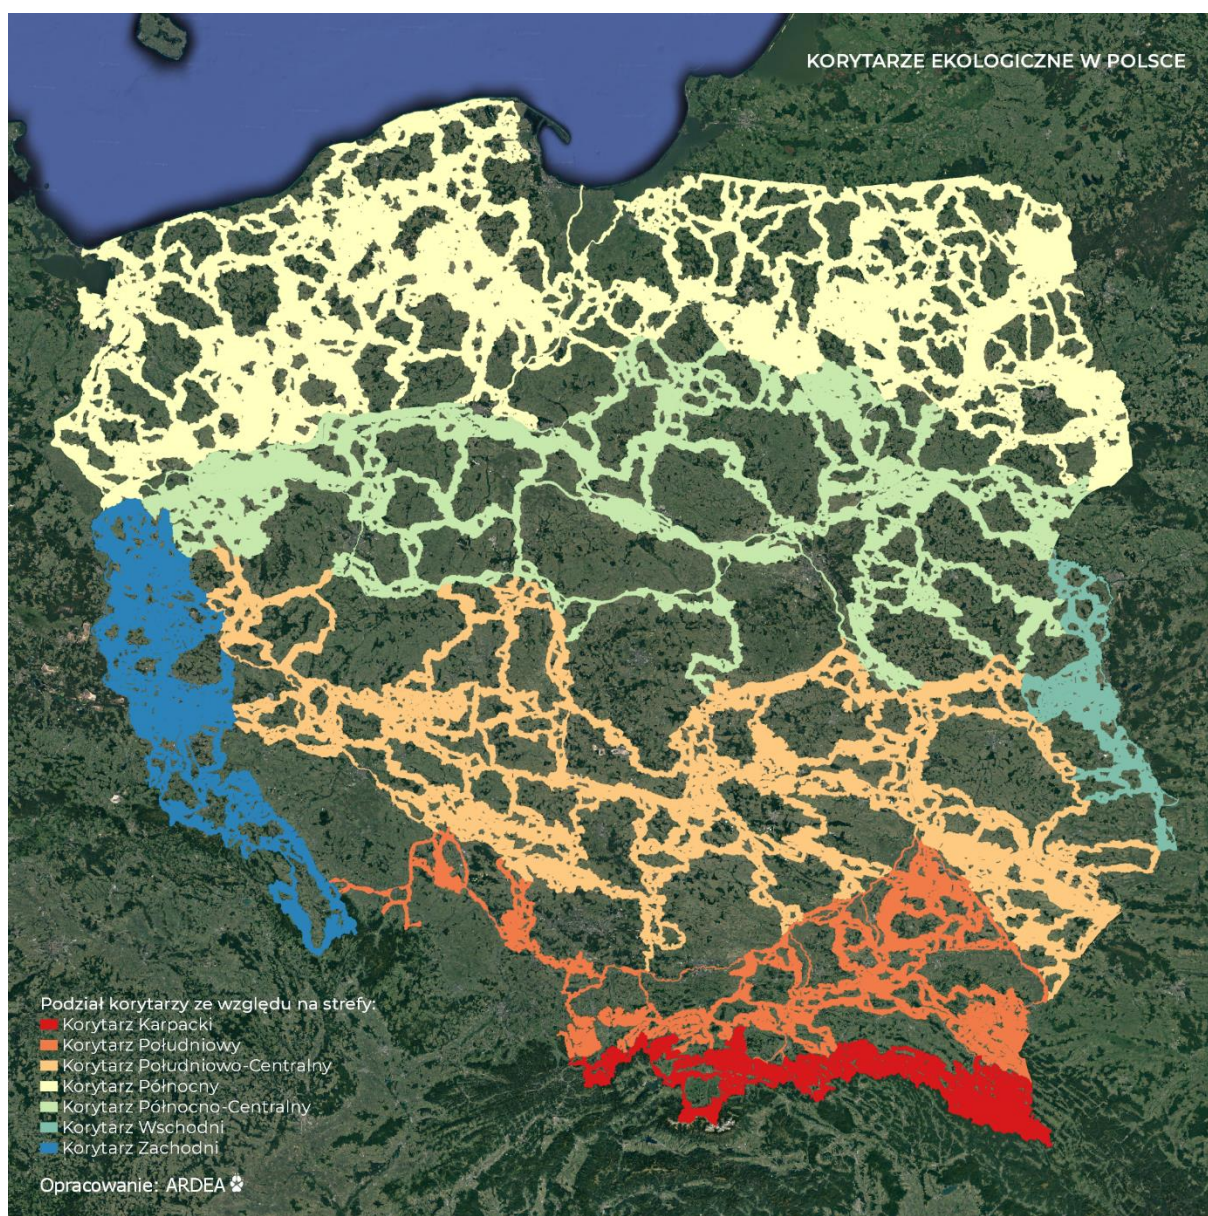 KORYTARZE EKOLOGICZNE W POLSCE
Podział korytarzy ze względu na strefy:
Korytarz Karpacki
Korytarz Południowy
Korytarz Południowo-Centralny
Korytarz Północny
Korytarz Północno-Centralny
Korytarz Wschodni
Korytarz Zachodni
Opracowanie: ARDEA